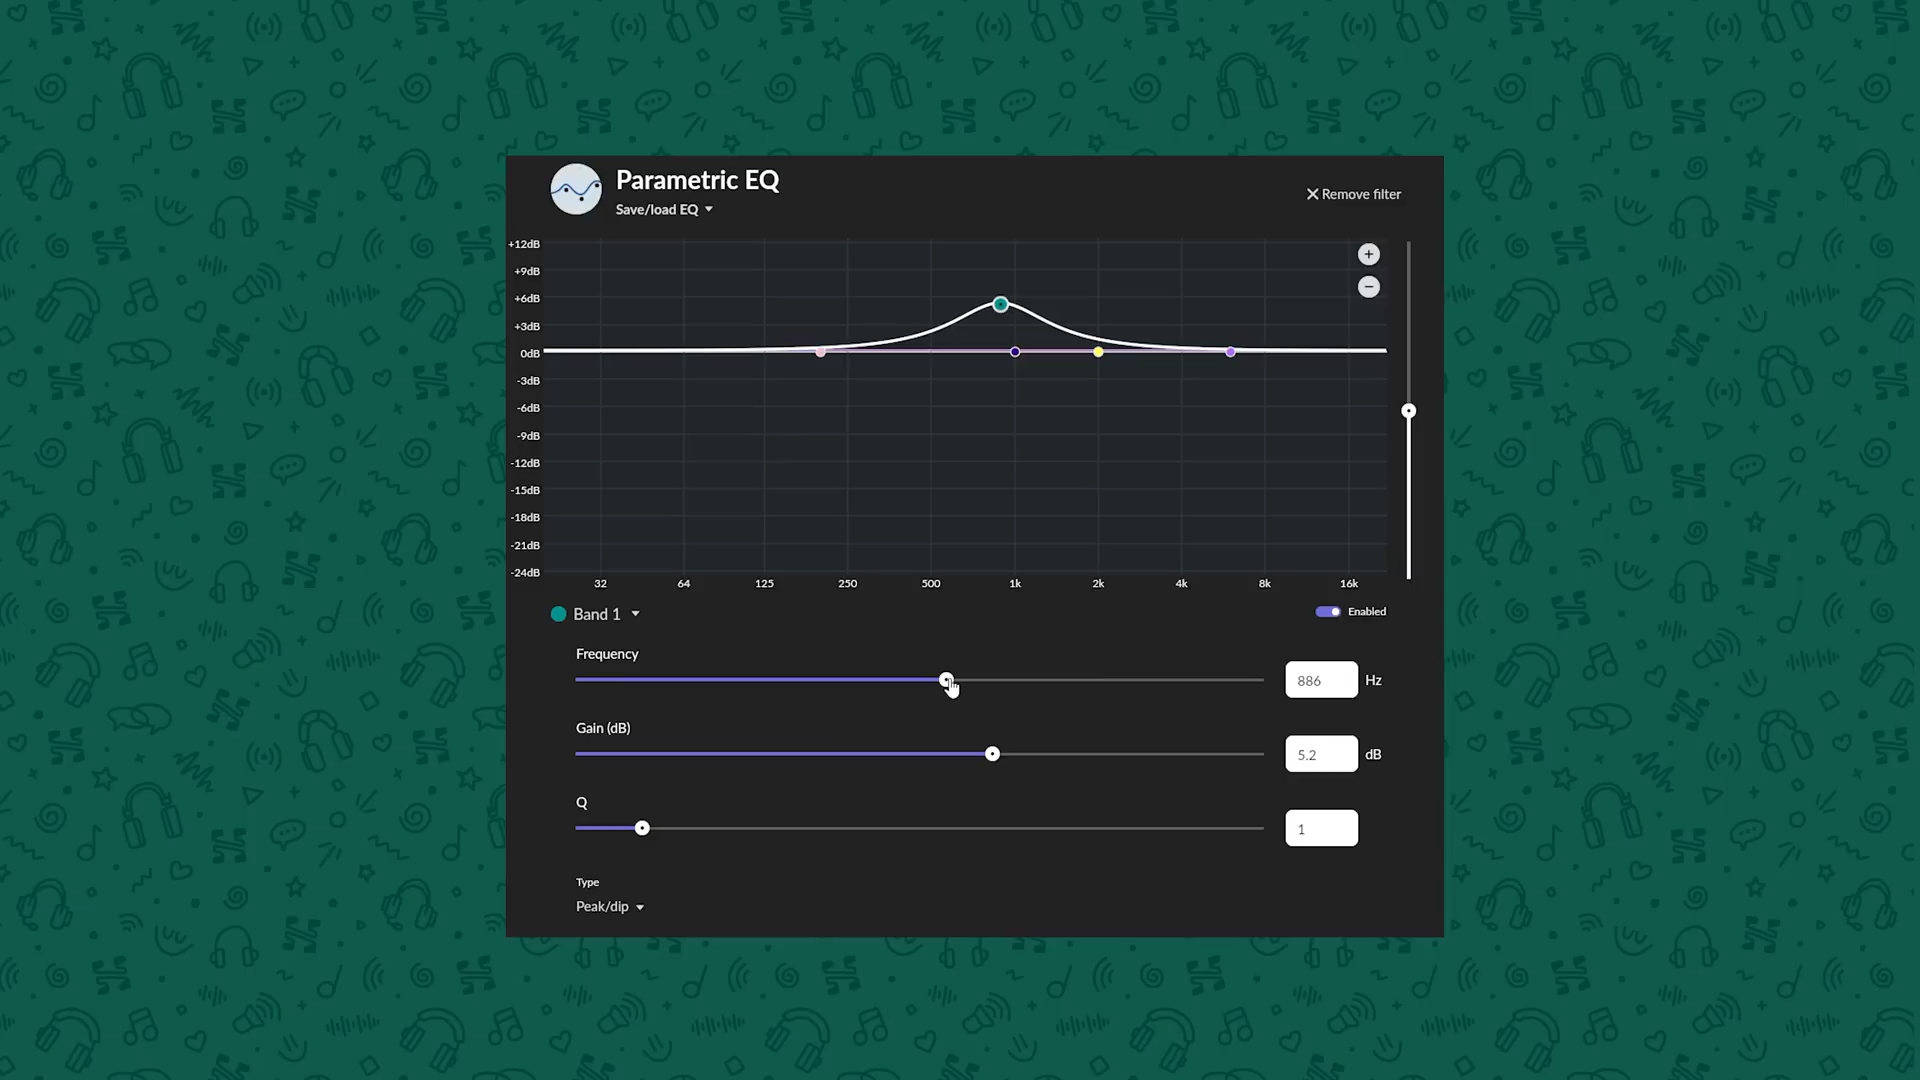 Parametric EQ
Save/load EQ
Remove filter
+12dB
+9dB
+6dB
+3dB
0dB
-3dB
-6dB
-9dB
-12dB
-15dB
-18dB
-21dB
-24dB
32 64 125 250 500 1k 2k 4k 8k 16k
Band 1
Enabled
Frequency
886 Hz
Gain (dB)
5.2 dB
Q
1
Type
Peak/dip